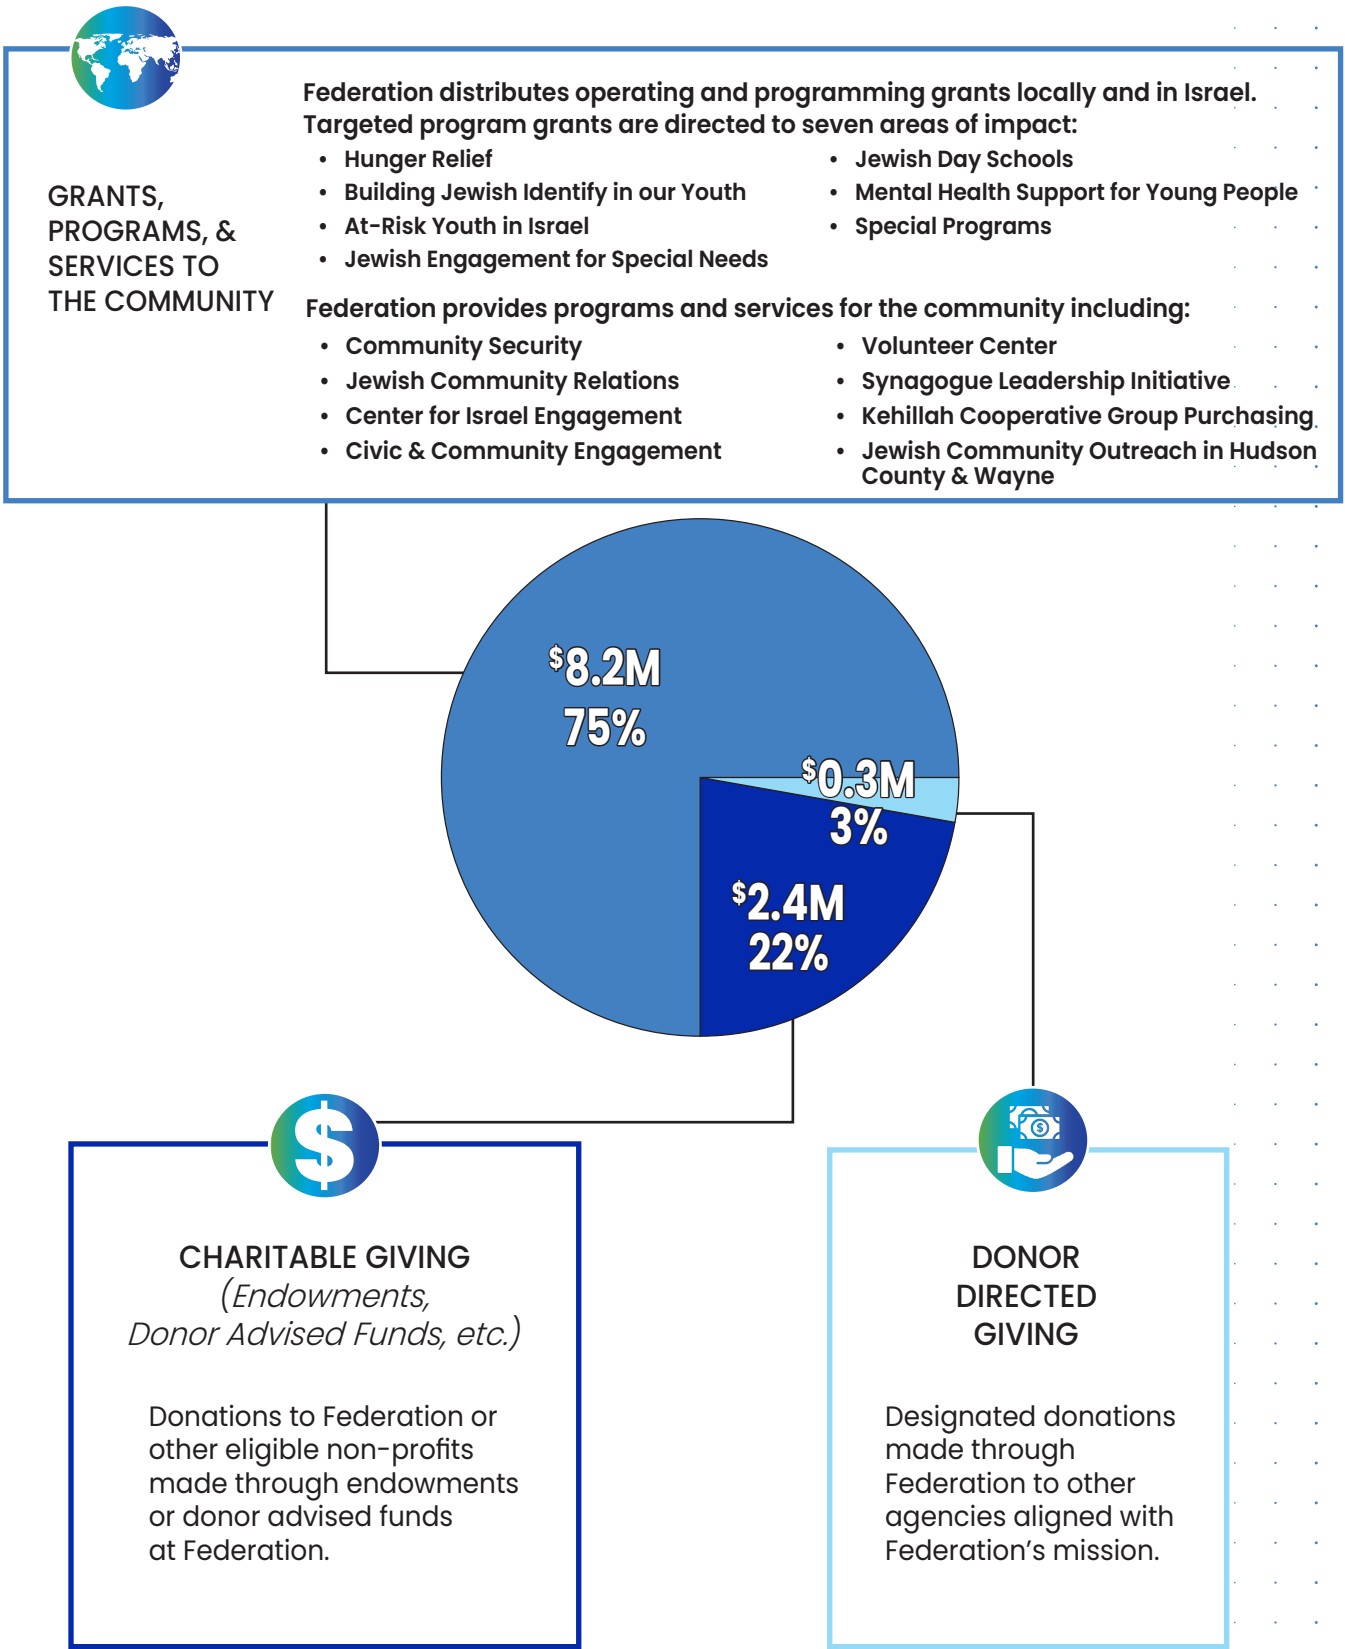 Federation distributes operating and programming grants locally and in Israel.
Targeted program grants are directed to seven areas of impact:
• Hunger Relief
• Building Jewish Identify in our Youth
• At-Risk Youth in Israel
• Jewish Engagement for Special Needs
• Jewish Day Schools
• Mental Health Support for Young People
• Special Programs
GRANTS,
PROGRAMS, &
SERVICES TO
THE COMMUNITY
Federation provides programs and services for the community including:
• Community Security
• Jewish Community Relations
• Center for Israel Engagement
• Civic & Community Engagement
• Volunteer Center
• Synagogue Leadership Initiative
• Kehillah Cooperative Group Purchasing
• Jewish Community Outreach in Hudson
County & Wayne
$8.2M
75%
$0.3M
3%
$2.4M
22%
$
CHARITABLE GIVING
(Endowments,
Donor Advised Funds, etc.)
Donations to Federation or
other eligible non-profits
made through endowments
or donor advised funds
at Federation.
$
DONOR
DIRECTED
GIVING
Designated donations
made through
Federation to other
agencies aligned with
Federation's mission.